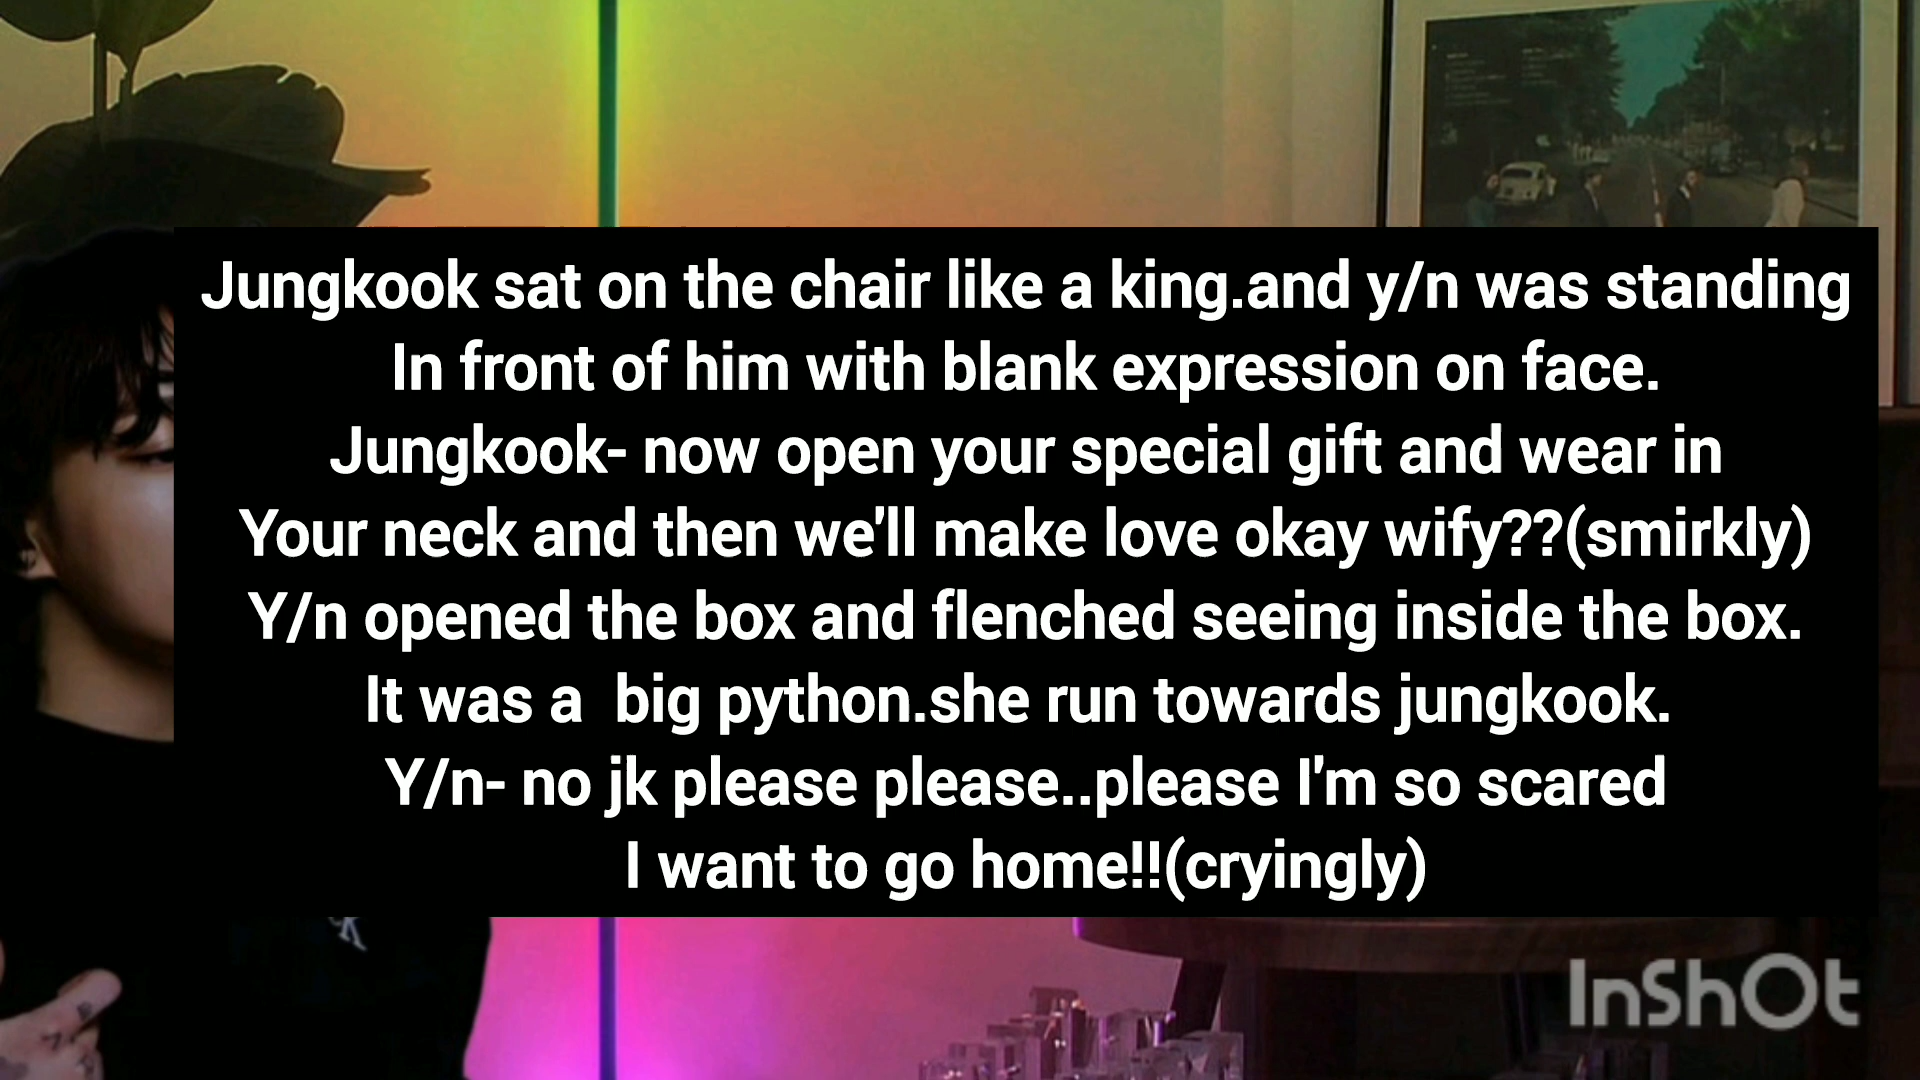 Jungkook sat on the chair like a king.and y/n was standing
In front of him with blank expression on face.
Jungkook- now open your special gift and wear in
Your neck and then we'll make love okay wify??(smirkly)
Y/n opened the box and flenched seeing inside the box.
It was a  big python.she run towards jungkook.
Y/n- no jk please please..please I'm so scared
I want to go home!!(cryingly)
InShOt